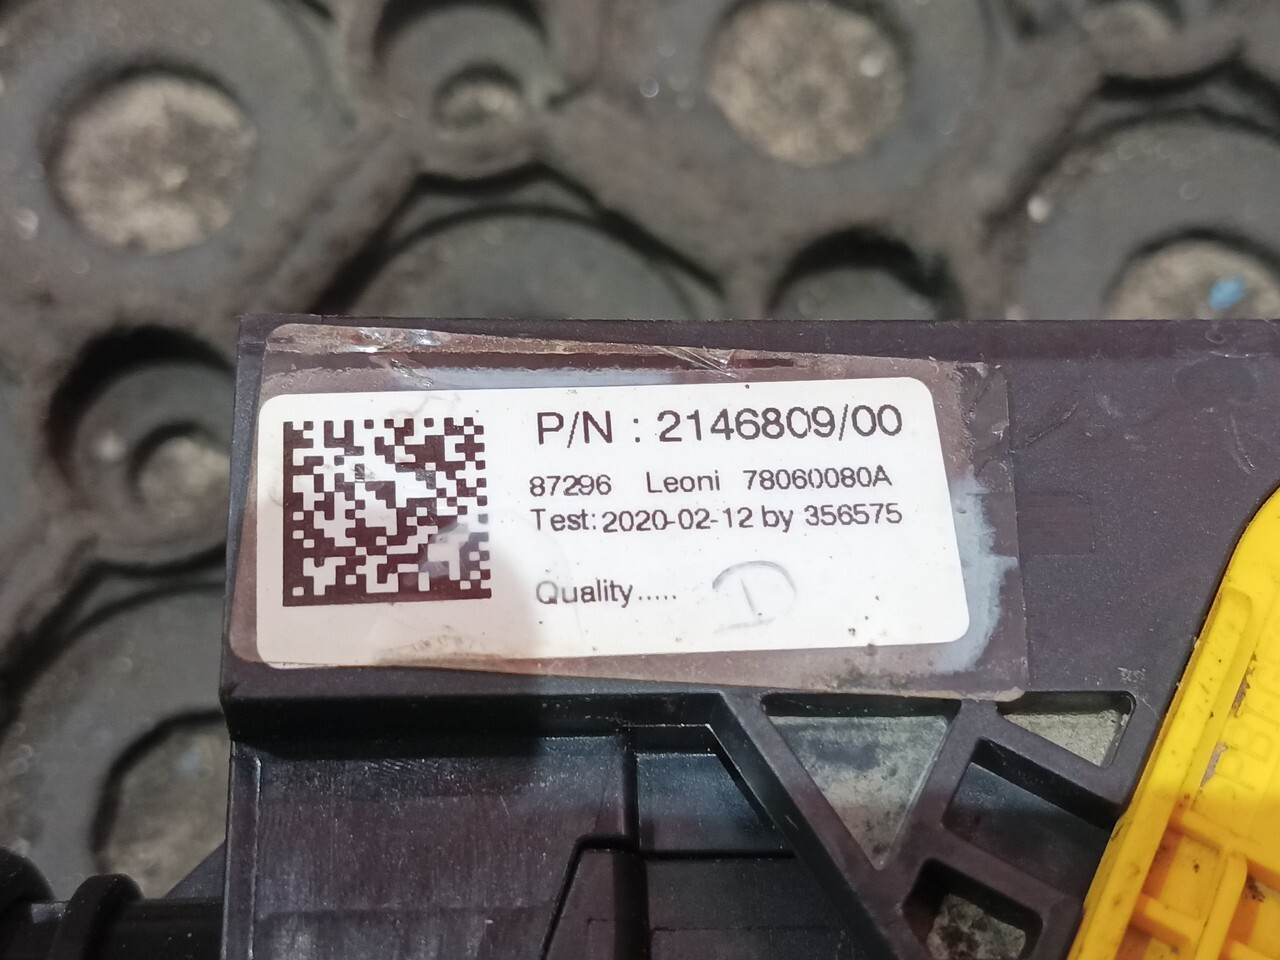 P/N : 2146809/00
87296 Leoni 78060080A
Test: 2020-02-12 by 356575
Quality.....